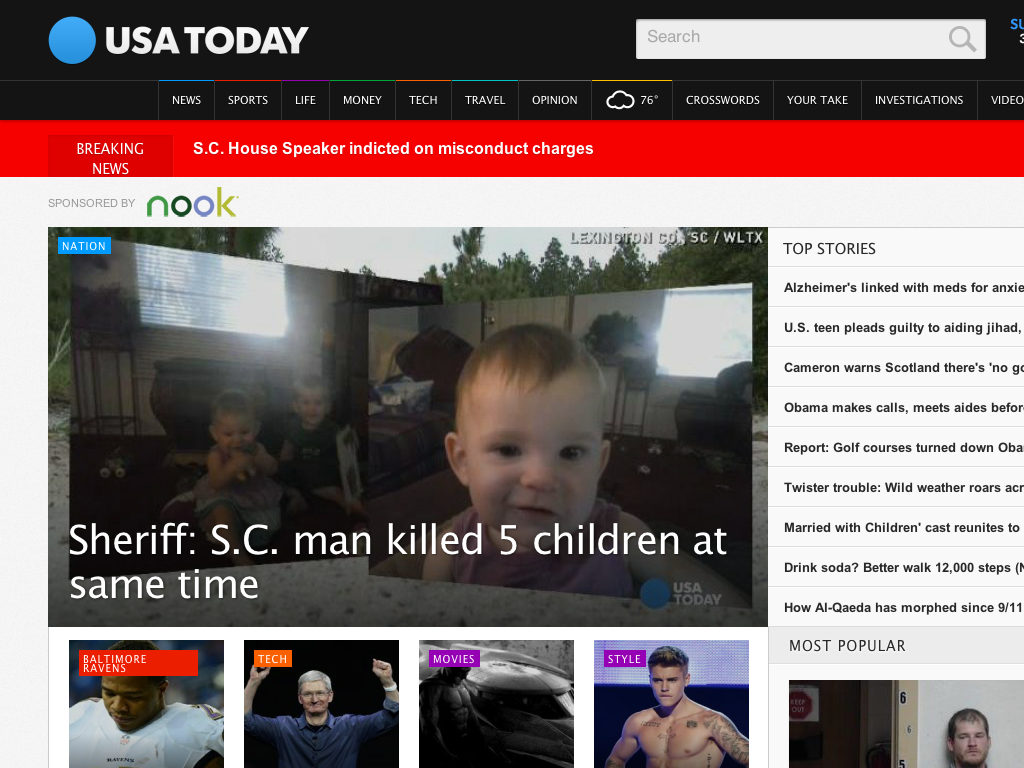 USA TODAY
Search
SU
3
NEWS
SPORTS
LIFE
MONEY
TECH
TRAVEL
OPINION
76°
CROSSWORDS
YOUR TAKE
INVESTIGATIONS
VIDEO
BREAKING
NEWS
S.C. House Speaker indicted on misconduct charges
SPONSORED BY nook
NATION
LEXINGTON CO, SC / WLTX
Sheriff: S.C. man killed 5 children at
same time
USA
TODAY
TOP STORIES
Alzheimer's linked with meds for anxie
U.S. teen pleads guilty to aiding jihad,
Cameron warns Scotland there's 'no go
Obama makes calls, meets aides befor
Report: Golf courses turned down Oba
Twister trouble: Wild weather roars acr
Married with Children' cast reunites to
Drink soda? Better walk 12,000 steps (N
How Al-Qaeda has morphed since 9/11
MOST POPULAR
BALTIMORE
RAVENS
RAVENS
TECH
MOVIES
STYLE
KEEP
OUT
6
6
5